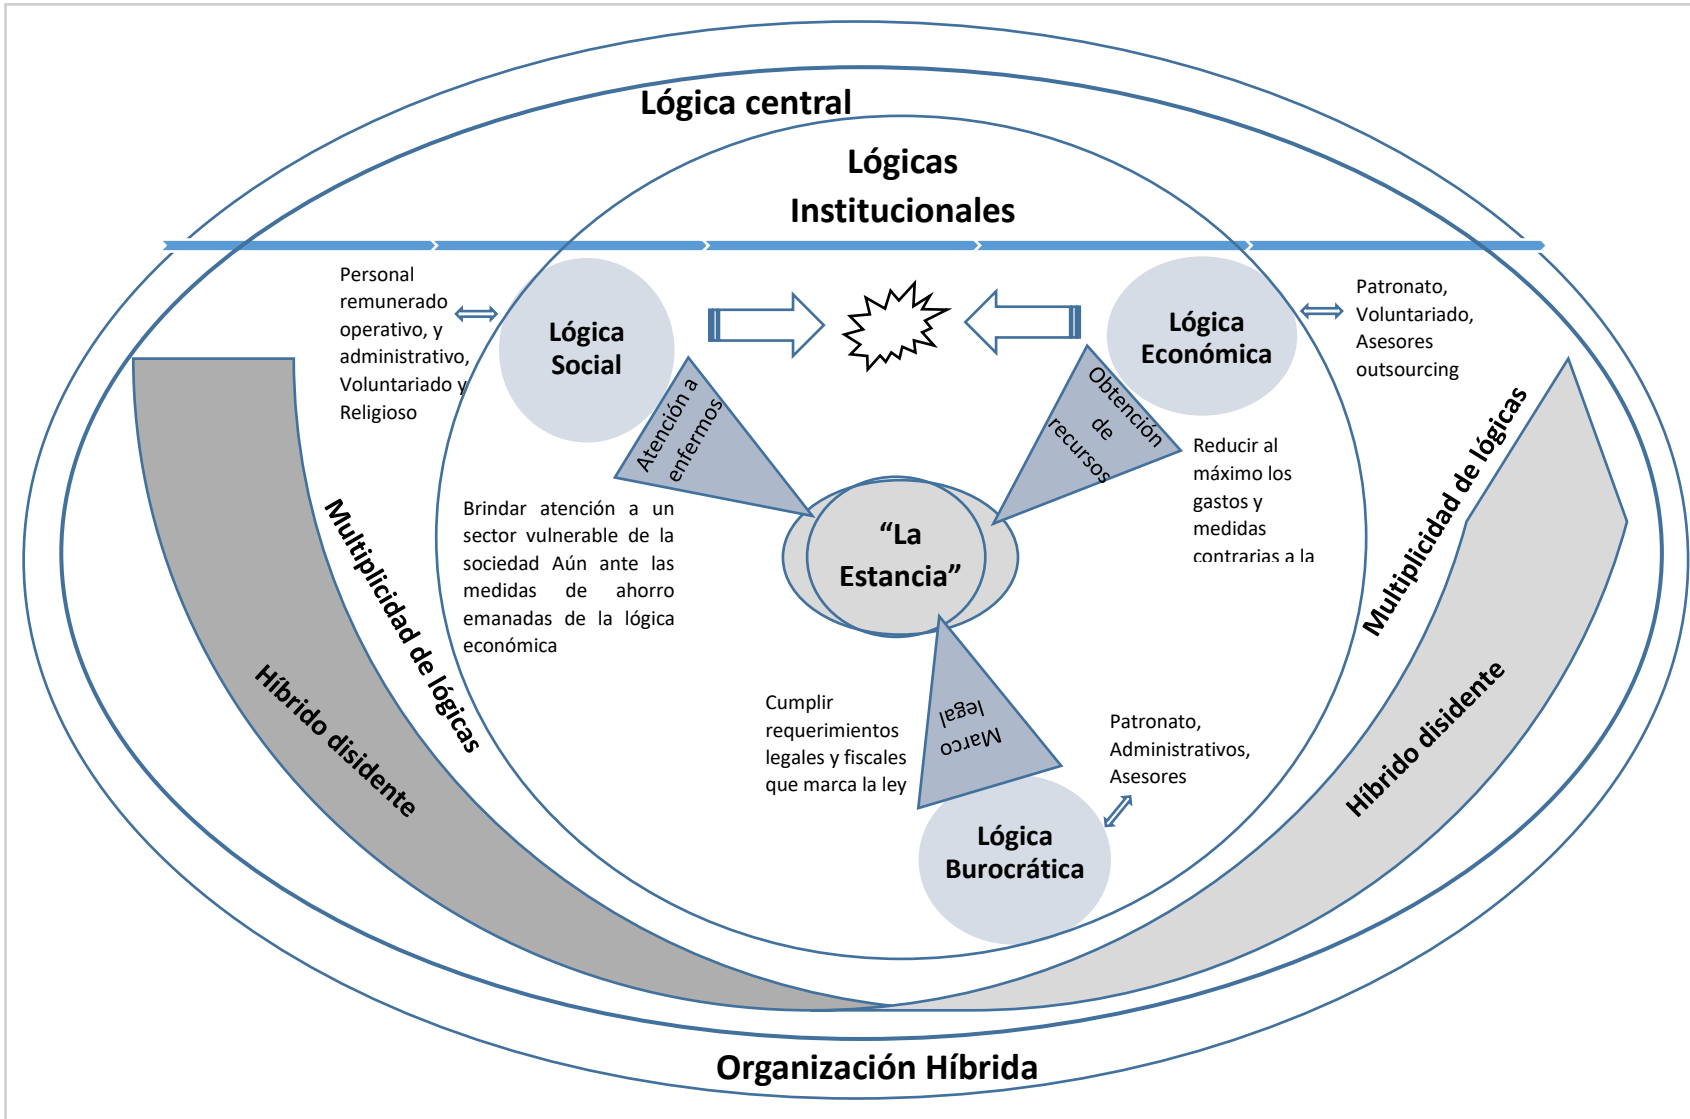 Lógica central
Lógicas
Institucionales
Personal
remunerado
operativo, y
administrativo,
Voluntariado y
Religioso
Lógica
Social
Lógica
Económica
Patronato,
Voluntariado,
Asesores
outsourcing
Atención a
enfermos
Obtención
de
recursos
Reducir al
máximo los
gastos y
medidas
contrarias a la
Brindar atención a un
sector vulnerable de la
sociedad Aún ante las
medidas de ahorro
emanadas de la lógica
económica
“La
Estancia”
Multiplicidad de lógicas
Multiplicidad de lógicas
Híbrido disidente
Híbrido disidente
Cumplir
requerimientos
legales y fiscales
que marca la ley
Marco
legal
Patronato,
Administrativos,
Asesores
Lógica
Burocrática
Organización Híbrida